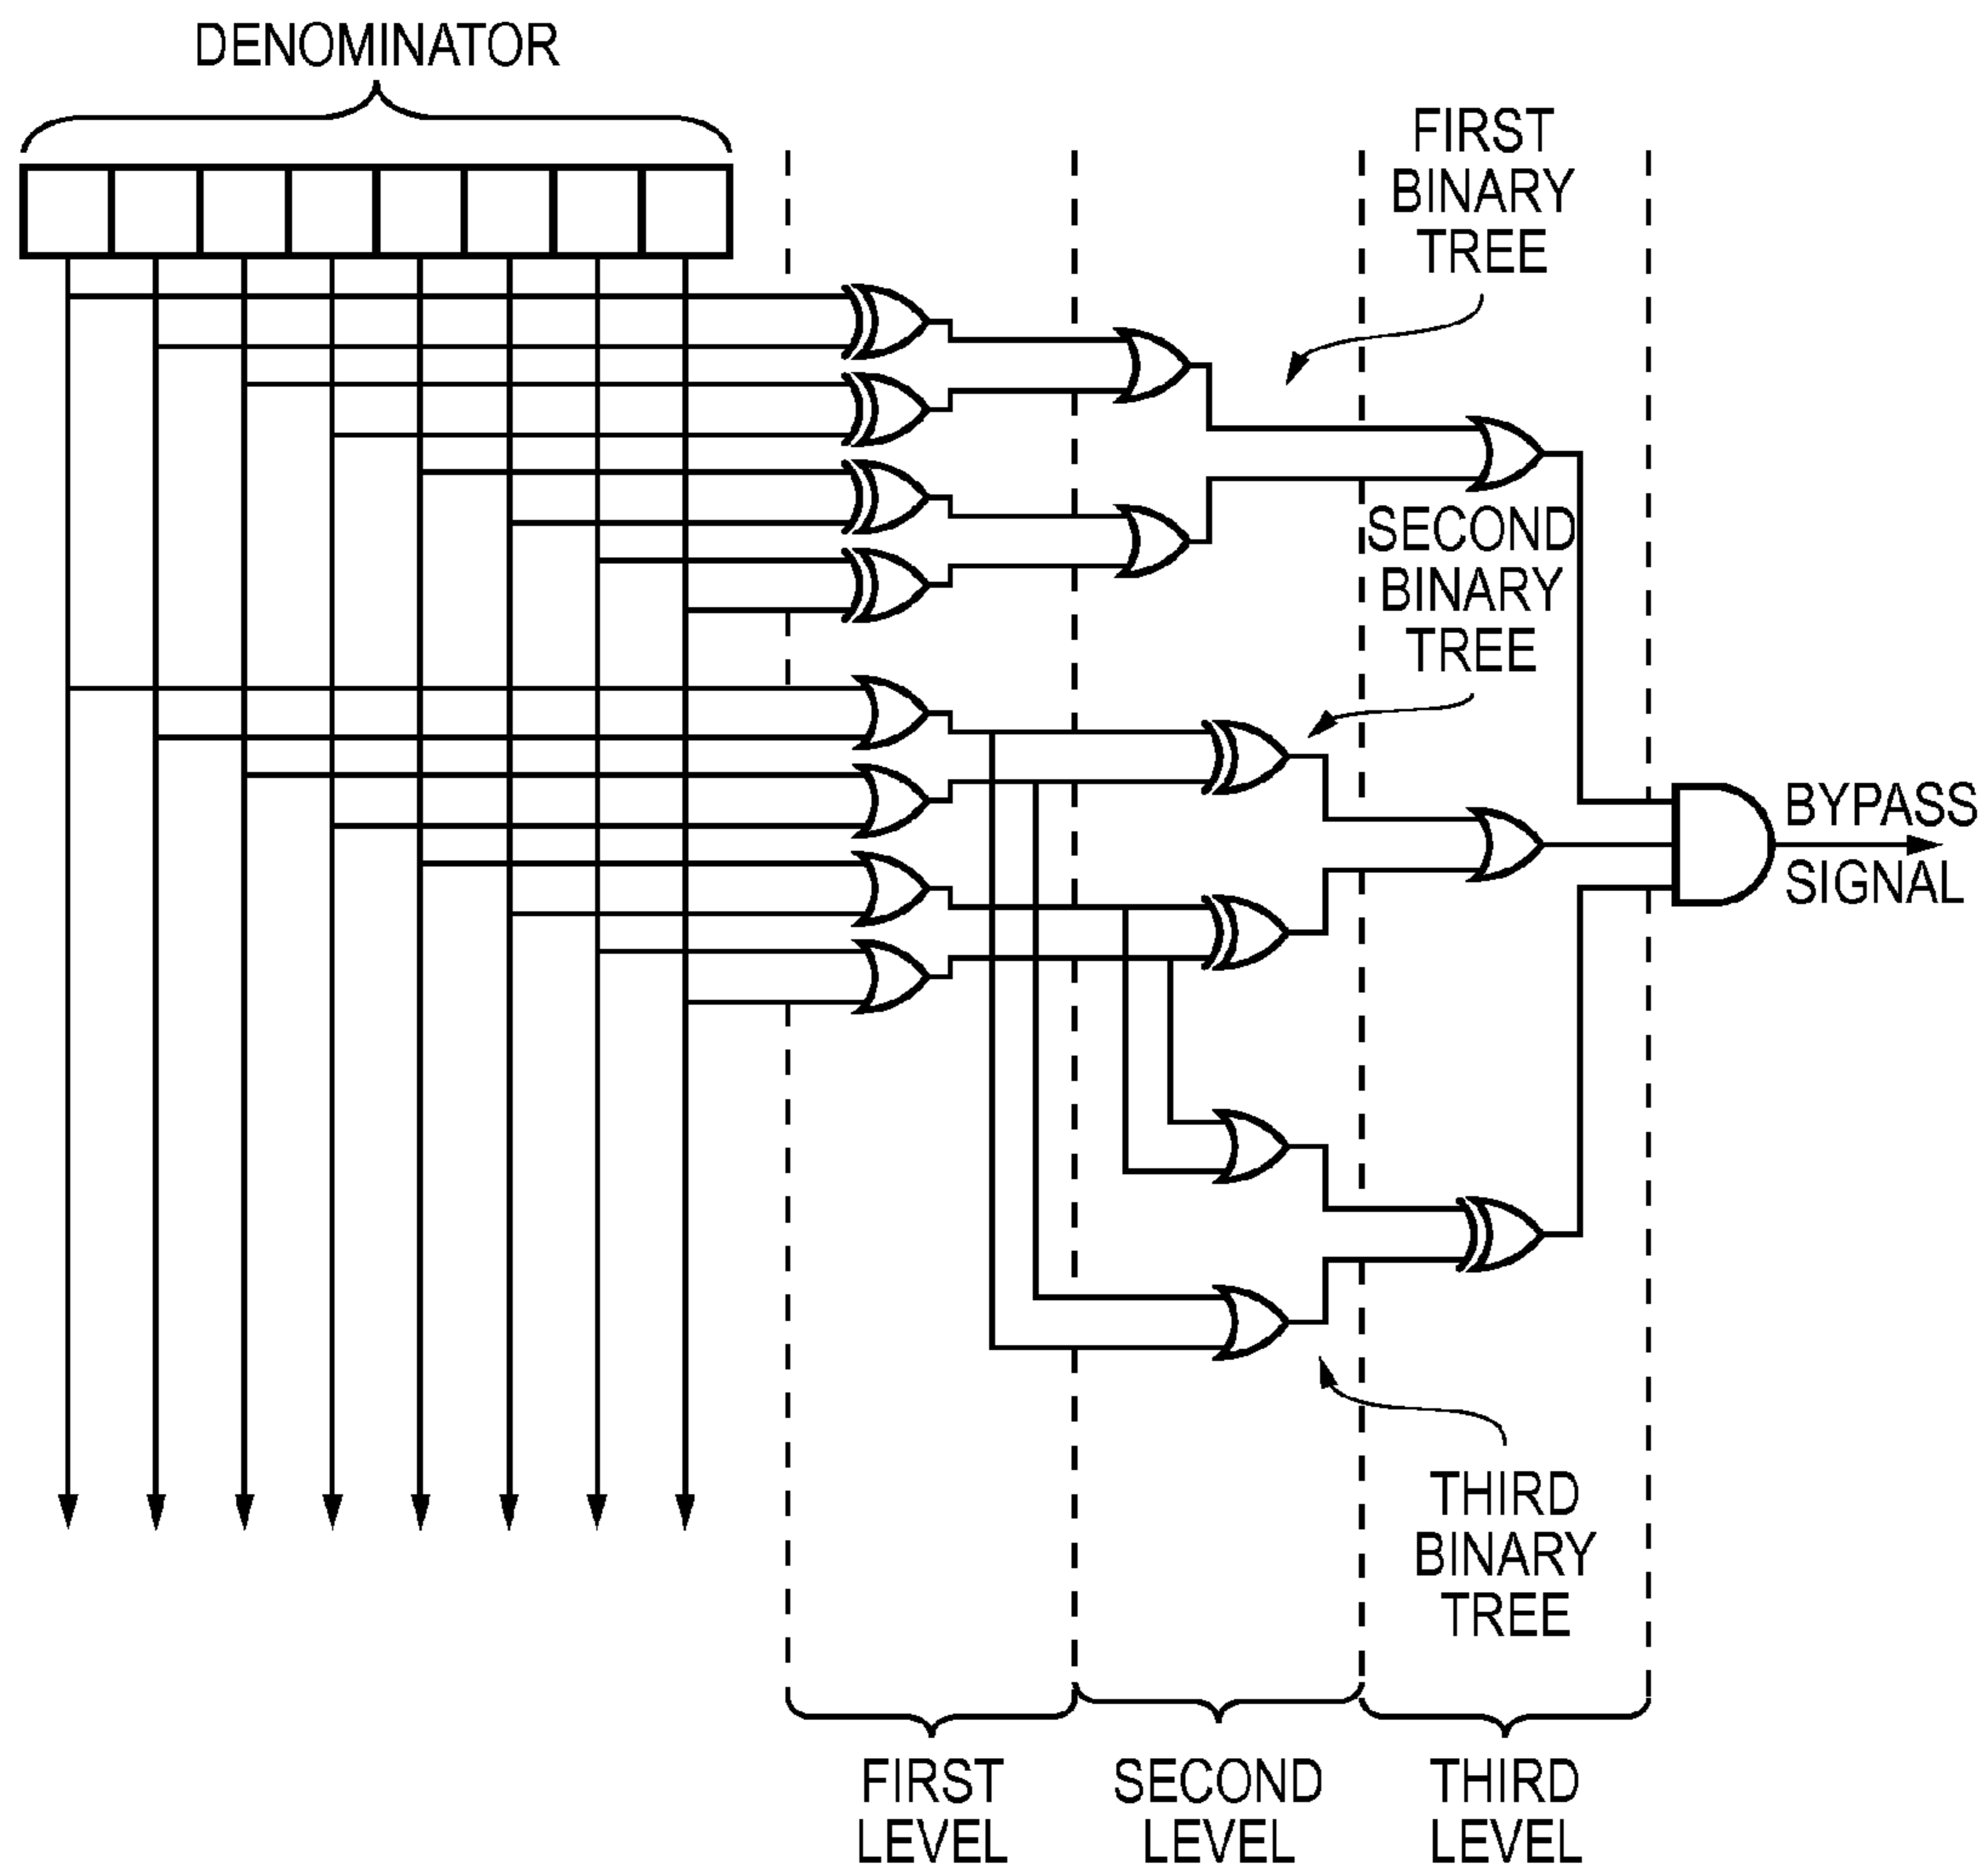 DENOMINATOR
FIRST
BINARY
TREE
SECOND
BINARY
TREE
BYPASS
SIGNAL
THIRD
BINARY
TREE
FIRST
LEVEL
SECOND
LEVEL
THIRD
LEVEL